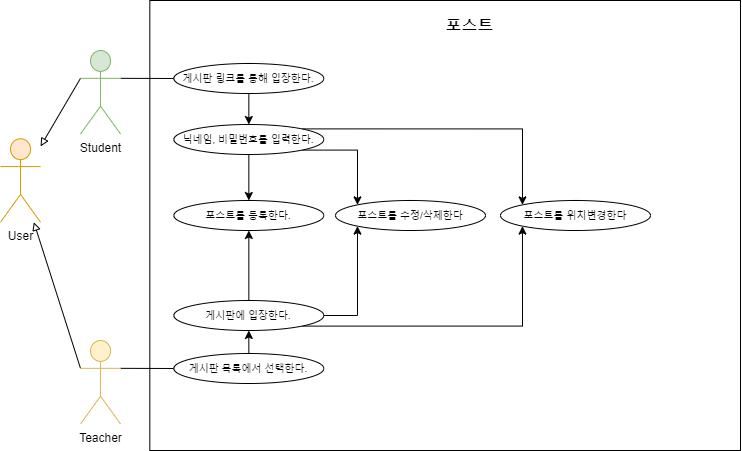 포스트
게시판 링크를 통해 입장한다.
Student
닉네임, 비밀번호를 입력한다.
User
포스트를 등록한다.
포스트를 수정/삭제한다
포스트를 위치변경한다
게시판에 입장한다.
게시판 목록에서 선택한다.
Teacher